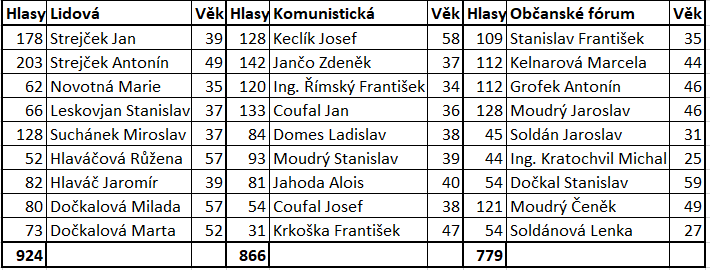 Hlasy Lidová Věk Hlasy Komunistická Věk Hlasy Občanské fórum Věk
178 Strejček Jan 39 128 Keclík Josef 58 109 Stanislav František 35
203 Strejček Antonín 49 142 Jančo Zdeněk 37 112 Kelnarová Marcela 44
62 Novotná Marie 35 120 Ing. Římský František 34 112 Grofek Antonín 46
66 Leskovjan Stanislav 37 133 Coufal Jan 36 128 Moudrý Jaroslav 46
128 Suchánek Miroslav 37 84 Domes Ladislav 38 45 Soldán Jaroslav 31
52 Hlaváčová Růžena 57 93 Moudrý Stanislav 39 44 Ing. Kratochvil Michal 25
82 Hlaváč Jaromír 39 81 Jahoda Alois 40 54 Dočkal Stanislav 59
80 Dočkalová Milada 57 54 Coufal Josef 38 121 Moudrý Čeněk 49
73 Dočkalová Marta 52 31 Krkoška František 47 54 Soldánová Lenka 27
924 866 779